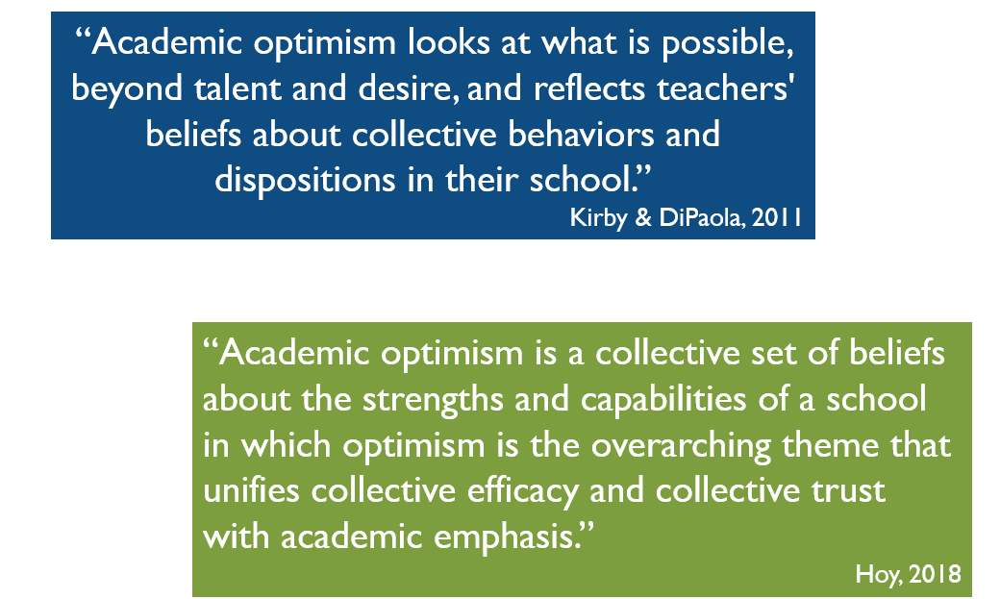 “Academic optimism looks at what is possible,
beyond talent and desire, and reflects teachers'
beliefs about collective behaviors and
dispositions in their school.”
Kirby & DiPaola, 2011
“Academic optimism is a collective set of beliefs
about the strengths and capabilities of a school
in which optimism is the overarching theme that
unifies collective efficacy and collective trust
with academic emphasis.”
Hoy, 2018